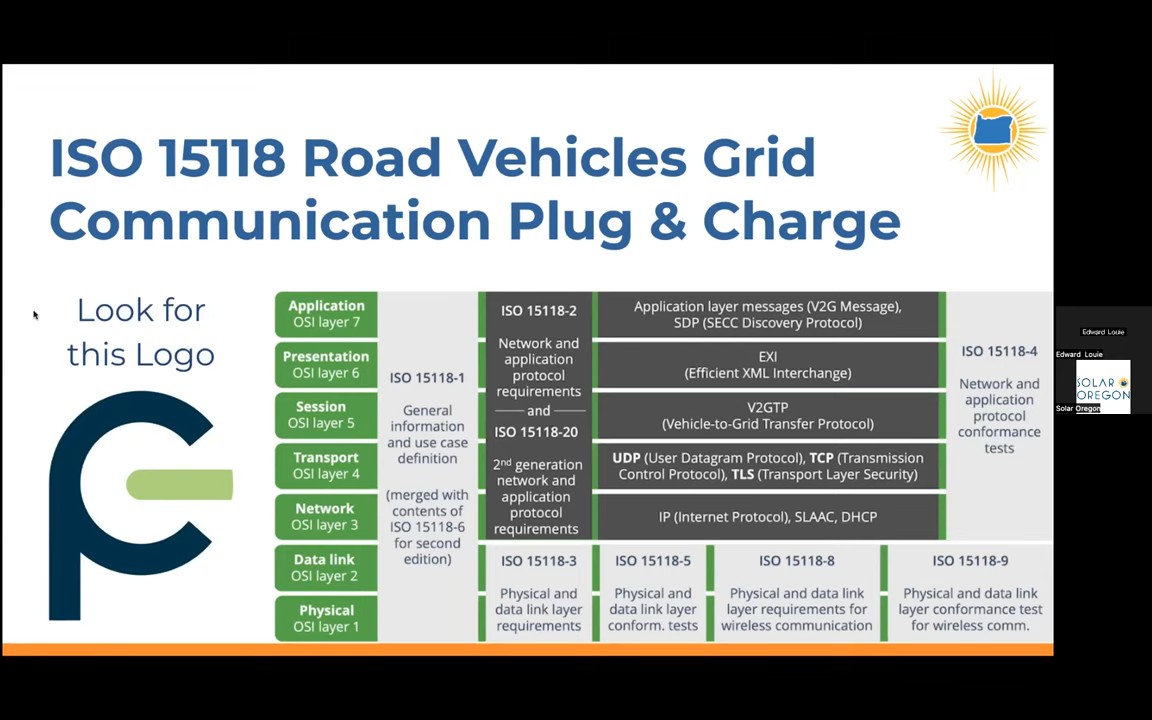 ISO 15118 Road Vehicles Grid
Communication Plug & Charge
Look for
this Logo
Application
OSI layer 7
Presentation
OSI layer 6
Session
OSI layer 5
Transport
OSI layer 4
Network
OSI layer 3
Data link
OSI layer 2
Physical
OSI layer 1
ISO 15118-1
General
information
and use case
definition
(merged with
contents of
ISO 15118-6
for second
edition)
ISO 15118-2
Network and
application
protocol
requirements
and
ISO 15118-20
2nd generation
network and
application
protocol
requirements
Application layer messages (V2G Message),
SDP (SECC Discovery Protocol)
EXI
(Efficient XML Interchange)
V2GTP
(Vehicle-to-Grid Transfer Protocol)
UDP (User Datagram Protocol), TCP (Transmission
Control Protocol), TLS (Transport Layer Security)
IP (Internet Protocol), SLAAC, DHCP
ISO 15118-4
Network and
application
protocol
conformance
tests
ISO 15118-3
Physical and
data link layer
requirements
ISO 15118-5
Physical and
data link layer
conform. tests
ISO 15118-8
Physical and data link
layer requirements for
wireless communication
ISO 15118-9
Physical and data link
layer conformance test
for wireless comm.
Edward Louie
Edward Louie
SOLAR
OREGON
Solar Oregon